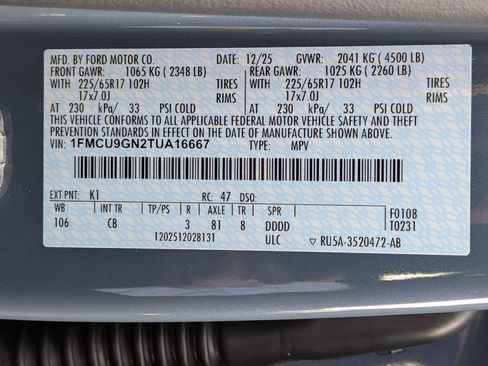 MFD. BY FORD MOTOR CO. 12/25 GVWR: 2041 KG ( 4500 LB)
FRONT GAWR: 1065 KG ( 2348 LB) REAR GAWR: 1025 KG ( 2260 LB)
225/65R17 102H TIRES 225/65R17 102H TIRES
17x7.0J RIMS 17x7.0J RIMS
AT 230 kPa/ 33 PSI COLD AT 230 kPa/ 33 PSI COLD
THIS VEHICLE CONFORMS TO ALL APPLICABLE FEDERAL MOTOR VEHICLE SAFETY, BUMPER,
AND THEFT PREVENTION STANDARDS IN EFFECT ON THE DATE OF MANUFACTURE SHOWN ABOVE.
VIN: 1FMCU9GN2TUA16667 TYPE: MPV
EXT PNT: K1 RC: 47 DSO:
WB INT TR TP/PS R AXLE TR SPR F0108
106 CB 3 81 8 DDDD T0231
1202512028131 ULC ▽ RU5A-3520472-AB